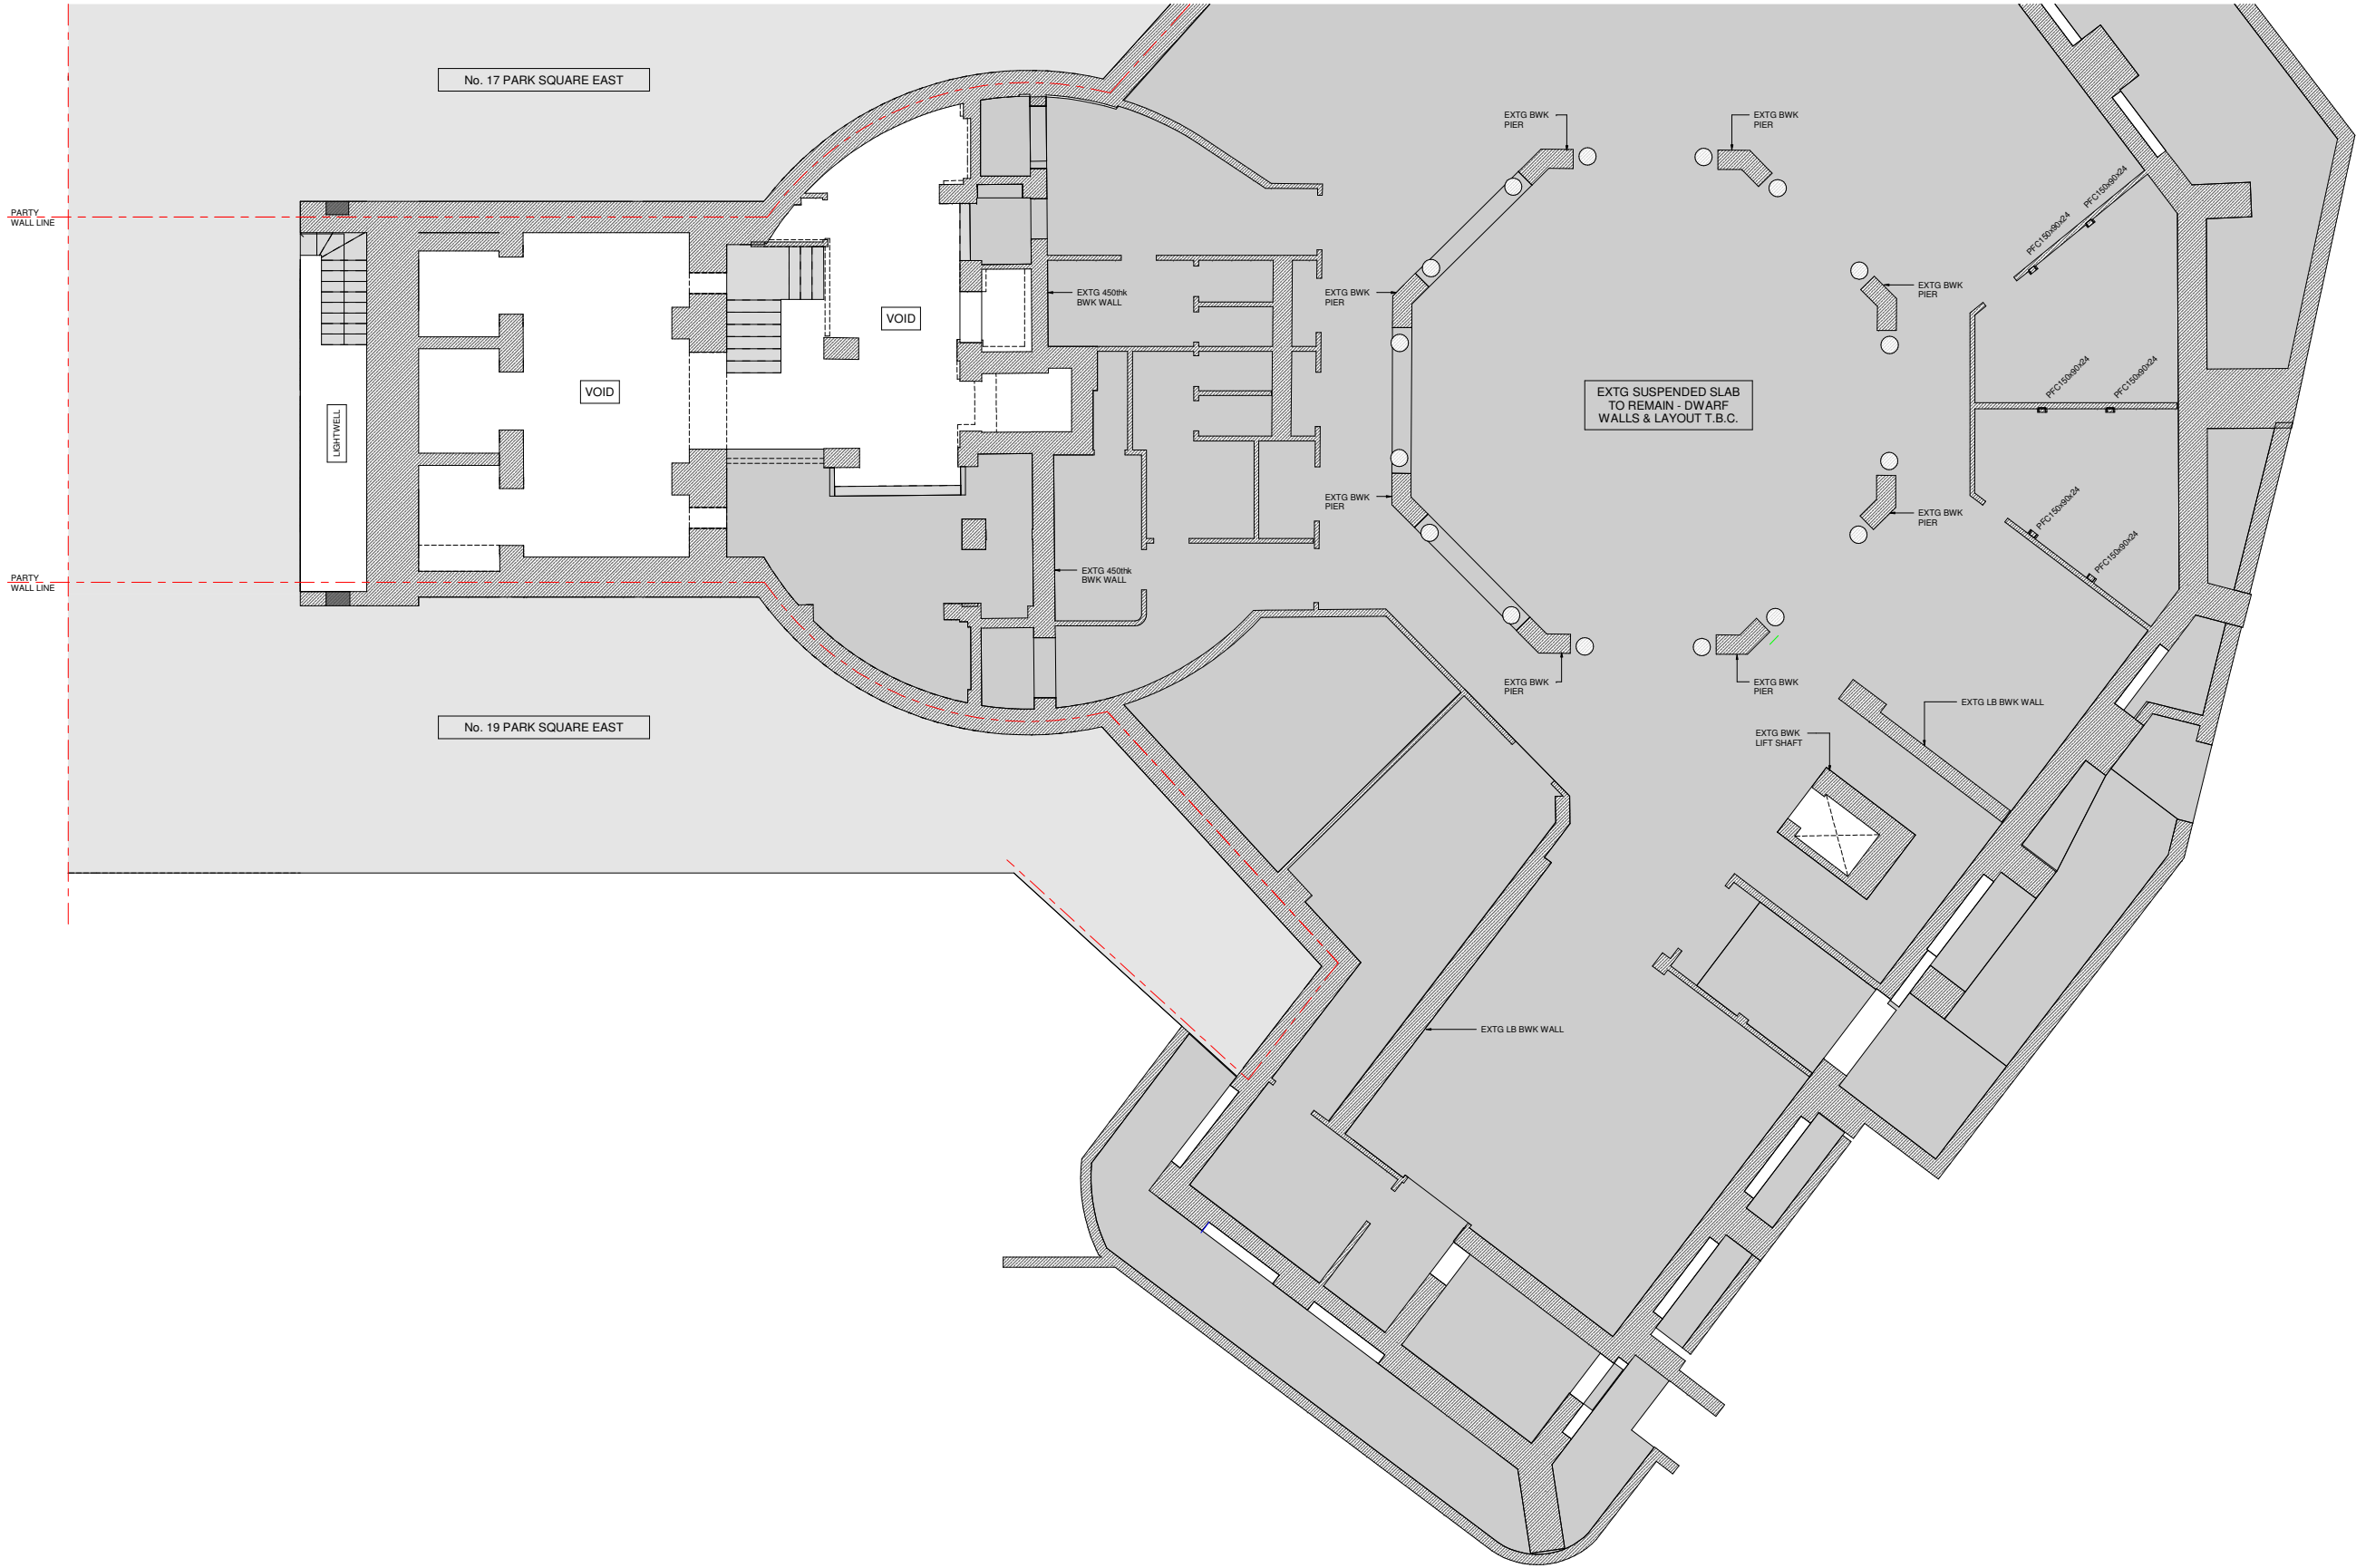 No. 17 PARK SQUARE EAST
EXTG BWK
PIER
EXTG BWK
PIER
PFC150x90x24
PFC150x90x24
PARTY
WALL LINE
EXTG 450thk
BWK WALL
EXTG BWK
PIER
EXTG BWK
PIER
VOID
VOID
LIGHTWELL
EXTG SUSPENDED SLAB
TO REMAIN - DWARF
WALLS & LAYOUT T.B.C.
PFC150x90x24
PFC150x90x24
EXTG BWK
PIER
EXTG BWK
PIER
PFC150x90x24
PFC150x90x24
PARTY
WALL LINE
EXTG 450thk
BWK WALL
EXTG BWK
PIER
EXTG BWK
PIER
EXTG LB BWK WALL
No. 19 PARK SQUARE EAST
EXTG BWK
LIFT SHAFT
EXTG LB BWK WALL